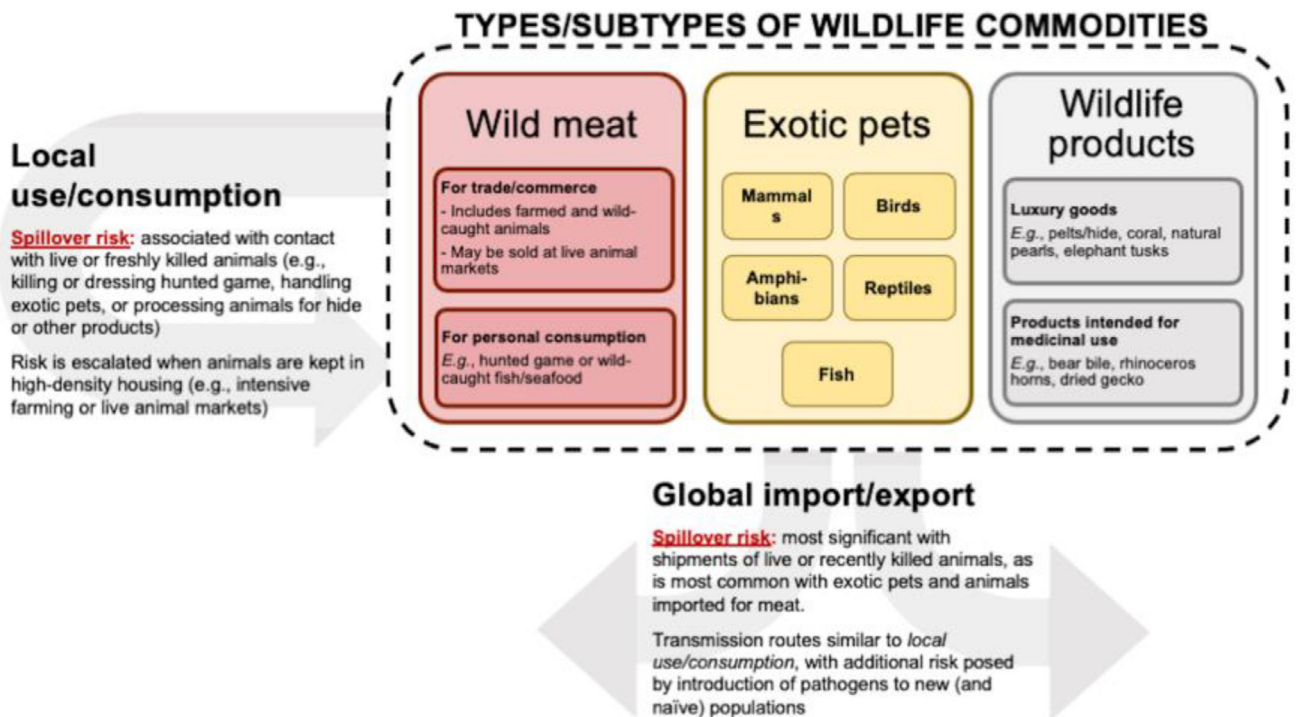 TYPES/SUBTYPES OF WILDLIFE COMMODITIES
Local
use/consumption
Spillover risk: associated with contact
with live or freshly killed animals (e.g.,
killing or dressing hunted game, handling
exotic pets, or processing animals for hide
or other products)
Risk is escalated when animals are kept in
high-density housing (e.g., intensive
farming or live animal markets)
Wild meat
For trade/commerce
- Includes farmed and wild-
caught animals
- May be sold at live animal
markets
For personal consumption
E.g., hunted game or wild-
caught fish/seafood
Exotic pets
Mammal
s
Birds
Amphi-
bians
Reptiles
Fish
Wildlife
products
Luxury goods
E.g., pelts/hide, coral, natural
pearls, elephant tusks
Products intended for
medicinal use
E.g., bear bile, rhinoceros
horns, dried gecko
Global import/export
Spillover risk: most significant with
shipments of live or recently killed animals, as
is most common with exotic pets and animals
imported for meat.
Transmission routes similar to local
use/consumption, with additional risk posed
by introduction of pathogens to new (and
naïve) populations